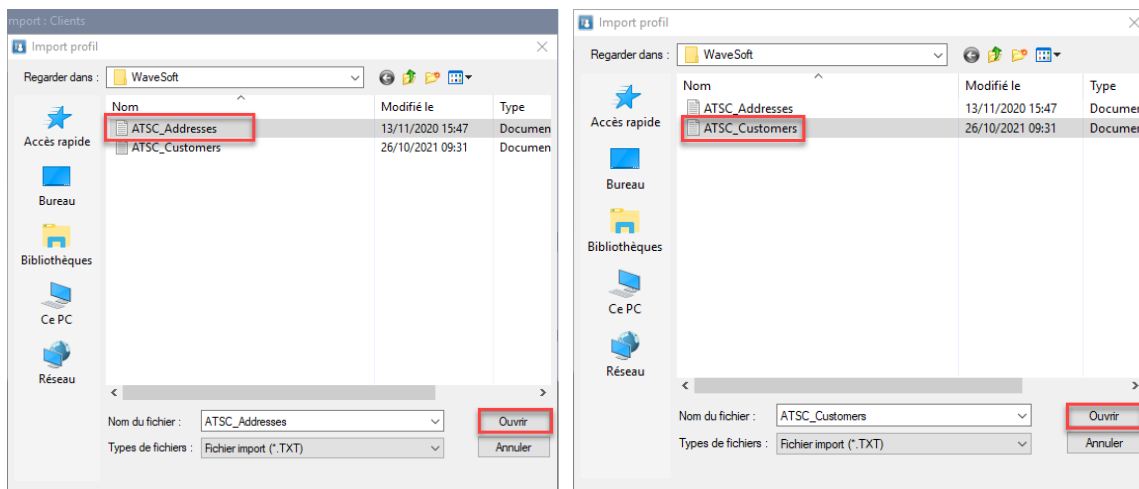 mport : Clients
Import profil
Regarder dans :
WaveSoft
Nom
Modifié le
Type
ATSC_Addresses
13/11/2020 15:47
Documen
ATSC_Customers
26/10/2021 09:31
Documen
Accès rapide
Bureau
Bibliothèques
Ce PC
Réseau
Nom du fichier :
ATSC_Addresses
Ouvrir
Types de fichiers :
Fichier import (*.TXT)
Annuler
Import profil
Regarder dans :
WaveSoft
Nom
Modifié le
Type
ATSC_Addresses
13/11/2020 15:47
Documer
ATSC_Customers
26/10/2021 09:31
Documer
Accès rapide
Bureau
Bibliothèques
Ce PC
Réseau
Nom du fichier :
ATSC_Customers
Ouvrir
Types de fichiers :
Fichier import (*.TXT)
Annuler